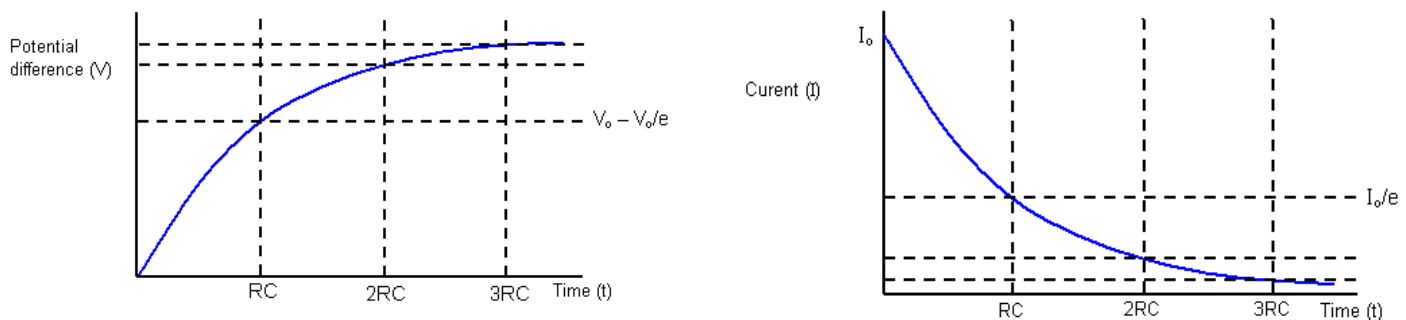 Potential
difference (V)
Vₒ – Vₒ/e
RC
2RC
3RC
Time (t)
Iₒ
Curent (I)
Iₒ/e
RC
2RC
3RC
Time (t)